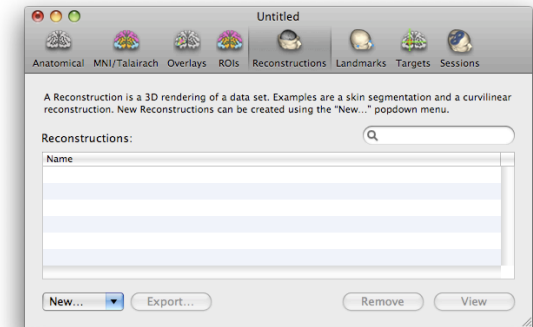 Untitled
Anatomical MNI/Talairach Overlays ROIs Reconstructions Landmarks Targets Sessions
A Reconstruction is a 3D rendering of a data set. Examples are a skin segmentation and a curvilinear
reconstruction. New Reconstructions can be created using the "New..." popdown menu.
Reconstructions:
Name
New... Export... Remove View